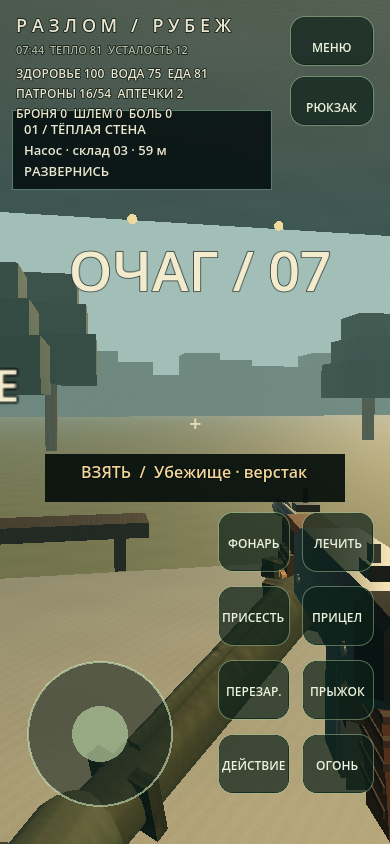 РАЗЛОМ / РУБЕЖ
07:44 ТЕПЛО 81 УСТАЛОСТЬ 12
ЗДОРОВЬЕ 100 ВОДА 75 ЕДА 81
ПАТРОНЫ 16/54 АПТЕЧКИ 2
БРОНЯ 0 ШЛЕМ 0 БОЛЬ 0
МЕНЮ
РЮКЗАК
01 / ТЁПЛАЯ СТЕНА
Насос · склад 03 · 59 м
РАЗВЕРНИСЬ
ОЧАГ / 07
Е
ВЗЯТЬ / Убежище · верстак
ФОНАРЬ
ЛЕЧИТЬ
ПРИСЕСТЬ
ПРИЦЕЛ
ПЕРЕЗАР.
ПРЫЖОК
ДЕЙСТВИЕ
ОГОНЬ